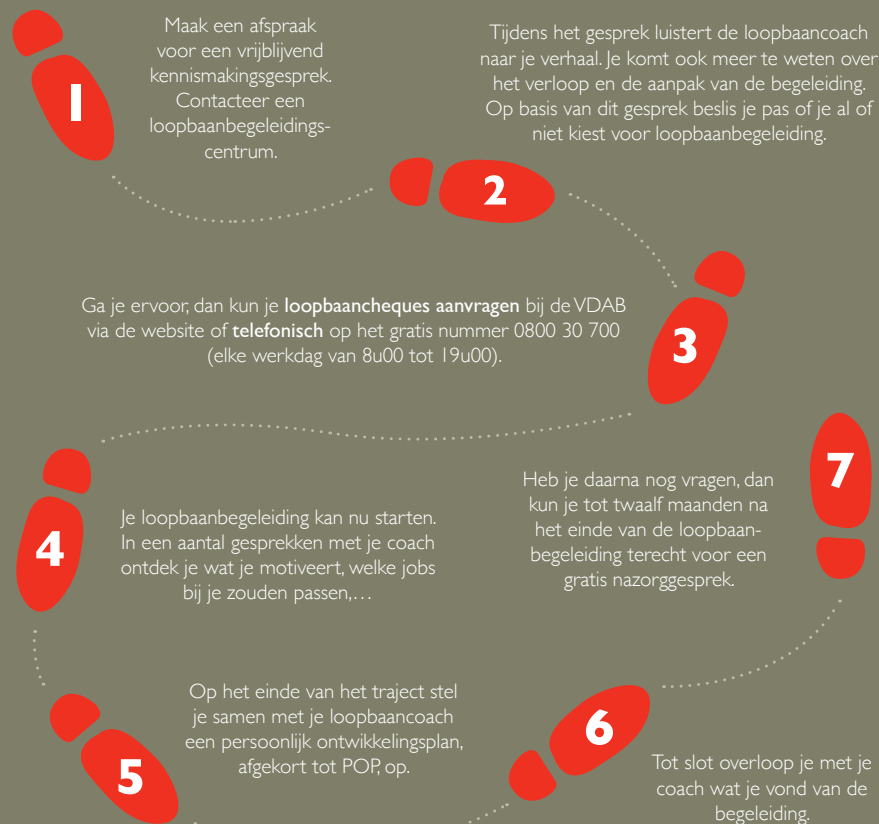 1
Maak een afspraak
voor een vrijblijvend
kennismakingsgesprek.
Contacteer een
loopbaanbegeleidings-
centrum.
2
Tijdens het gesprek luistert de loopbaancoach
naar je verhaal. Je komt ook meer te weten over
het verloop en de aanpak van de begeleiding.
Op basis van dit gesprek beslis je pas of je al of
niet kiest voor loopbaanbegeleiding.
3
Ga je ervoor, dan kun je loopbaancheques aanvragen bij de VDAB
via de website of telefonisch op het gratis nummer 0800 30 700
(elke werkdag van 8u00 tot 19u00).
4
Je loopbaanbegeleiding kan nu starten.
In een aantal gesprekken met je coach
ontdek je wat je motiveert, welke jobs
bij je zouden passen,…
5
Op het einde van het traject stel
je samen met je loopbaancoach
een persoonlijk ontwikkelingsplan,
afgekort tot POP, op.
6
Tot slot overloop je met je
coach wat je vond van de
begeleiding.
7
Heb je daarna nog vragen, dan
kun je tot twaalf maanden na
het einde van de loopbaan-
begeleiding terecht voor een
gratis nazorggesprek.